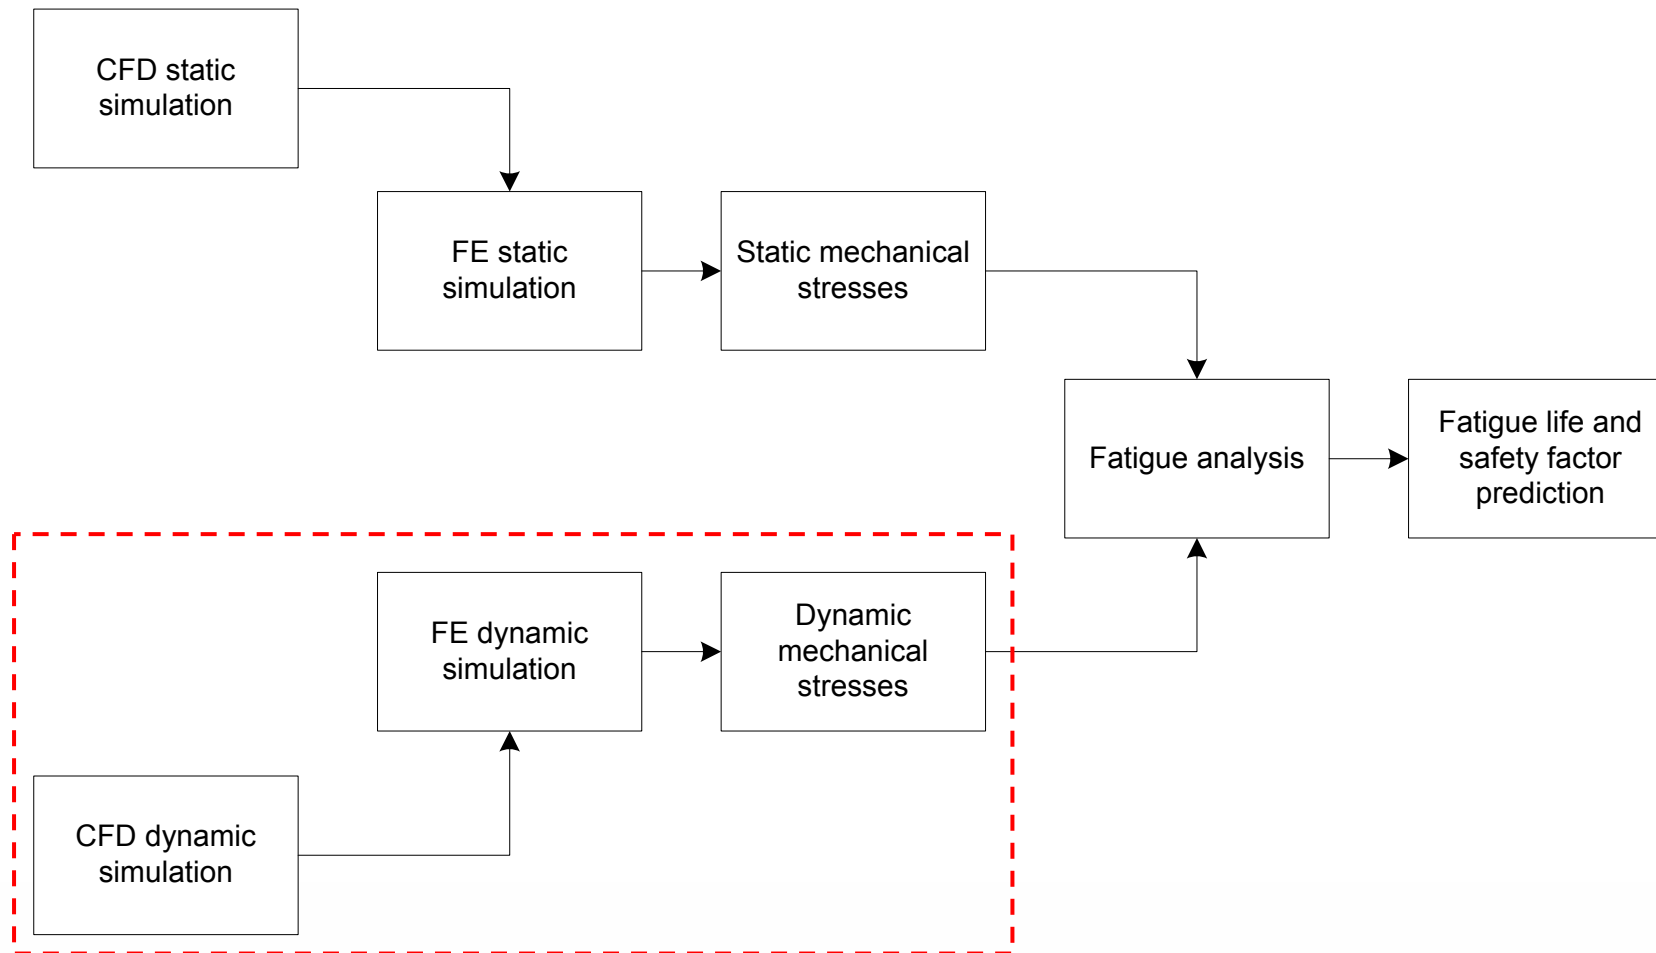 CFD static
simulation
FE static
simulation
Static mechanical
stresses
Fatigue analysis
Fatigue life and
safety factor
prediction
FE dynamic
simulation
Dynamic
mechanical
stresses
CFD dynamic
simulation